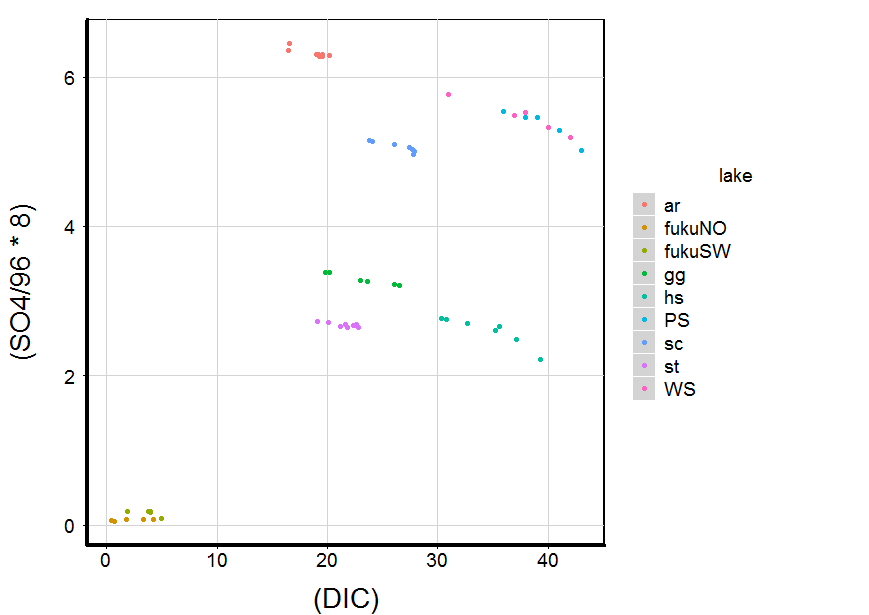 6
4
2
0
(SO4/96 * 8)
0 10 20 30 40
(DIC)
lake
ar
fukuNO
fukuSW
gg
hs
PS
sc
st
WS